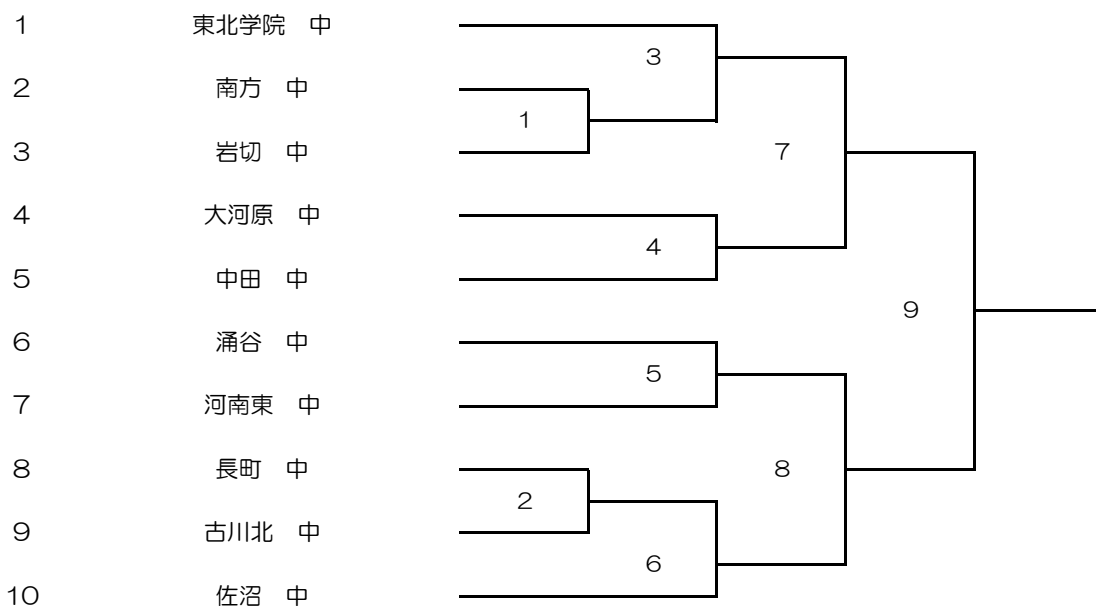 １　東北学院　中
3
２　南方　中
1
３　岩切　中
7
４　大河原　中
4
５　中田　中
9
６　涌谷　中
5
７　河南東　中
８　長町　中
8
2
９　古川北　中
6
10　佐沼　中